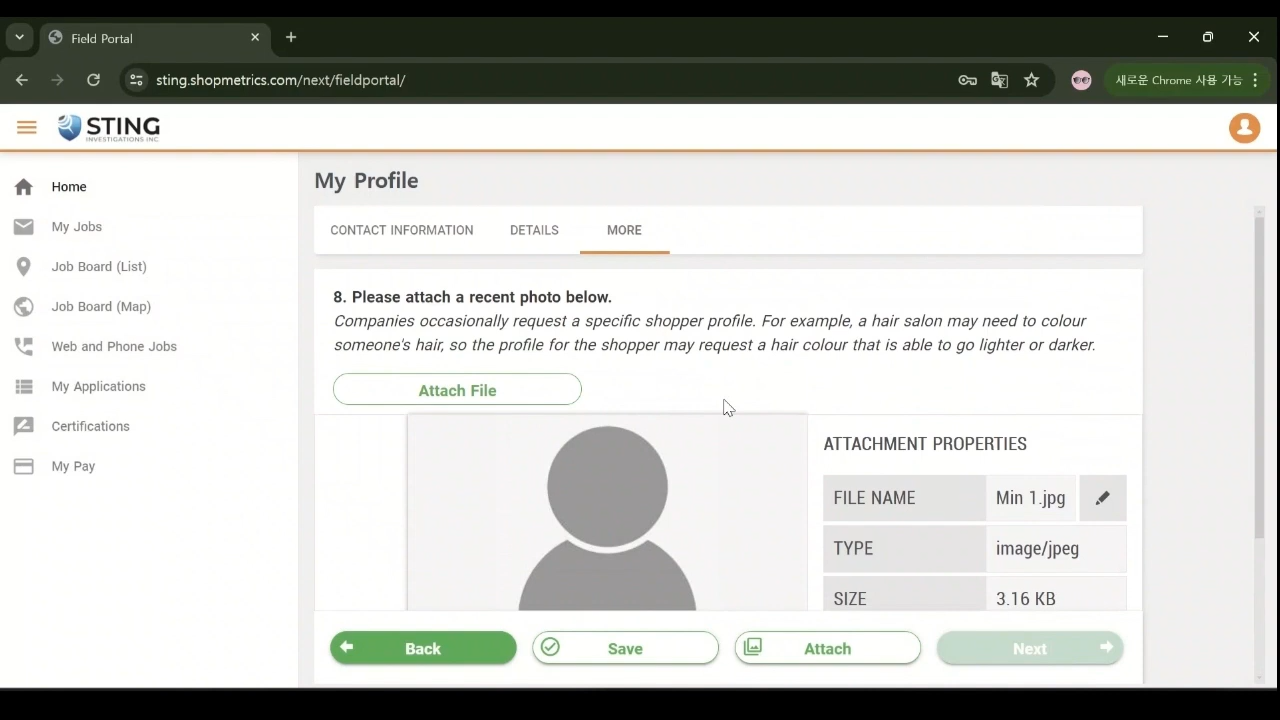 Field Portal
sting.shopmetrics.com/next/fieldportal/
새로운 Chrome 사용 가능
STING
INVESTIGATIONS INC
Home
My Jobs
Job Board (List)
Job Board (Map)
Web and Phone Jobs
My Applications
Certifications
My Pay
My Profile
CONTACT INFORMATION DETAILS MORE
8. Please attach a recent photo below.
Companies occasionally request a specific shopper profile. For example, a hair salon may need to colour
someone's hair, so the profile for the shopper may request a hair colour that is able to go lighter or darker.
Attach File
ATTACHMENT PROPERTIES
FILE NAME Min 1.jpg
TYPE image/jpeg
SIZE 3.16 KB
Back Save Attach Next